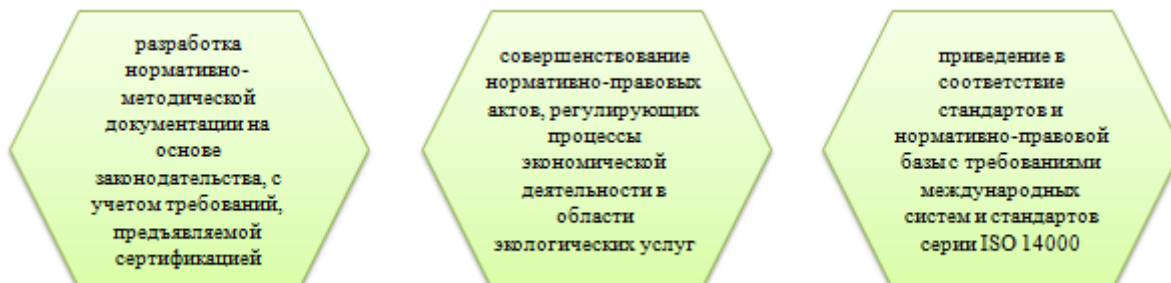 разработка
нормативно-
методической
документации на
основе
законодательства, с
учетом требований,
предъявляемой
сертификацией
совершенствование
нормативно-правовых
актов, регулирующих
процессы
экономической
деятельности в
области
экологических услуг
приведение в
соответствие
стандартов и
нормативно-правовой
базы с требованиями
международных
систем и стандартов
серии ISO 14000